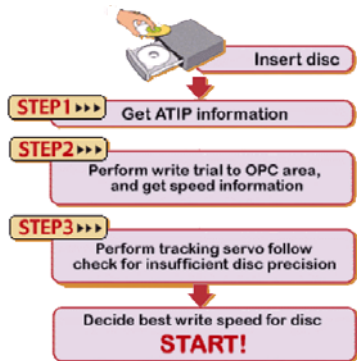 Insert disc
STEP1
Get ATIP information
STEP2
Perform write trial to OPC area,
and get speed information
STEP3
Perform tracking servo follow
check for insufficient disc precision
Decide best write speed for disc
START!